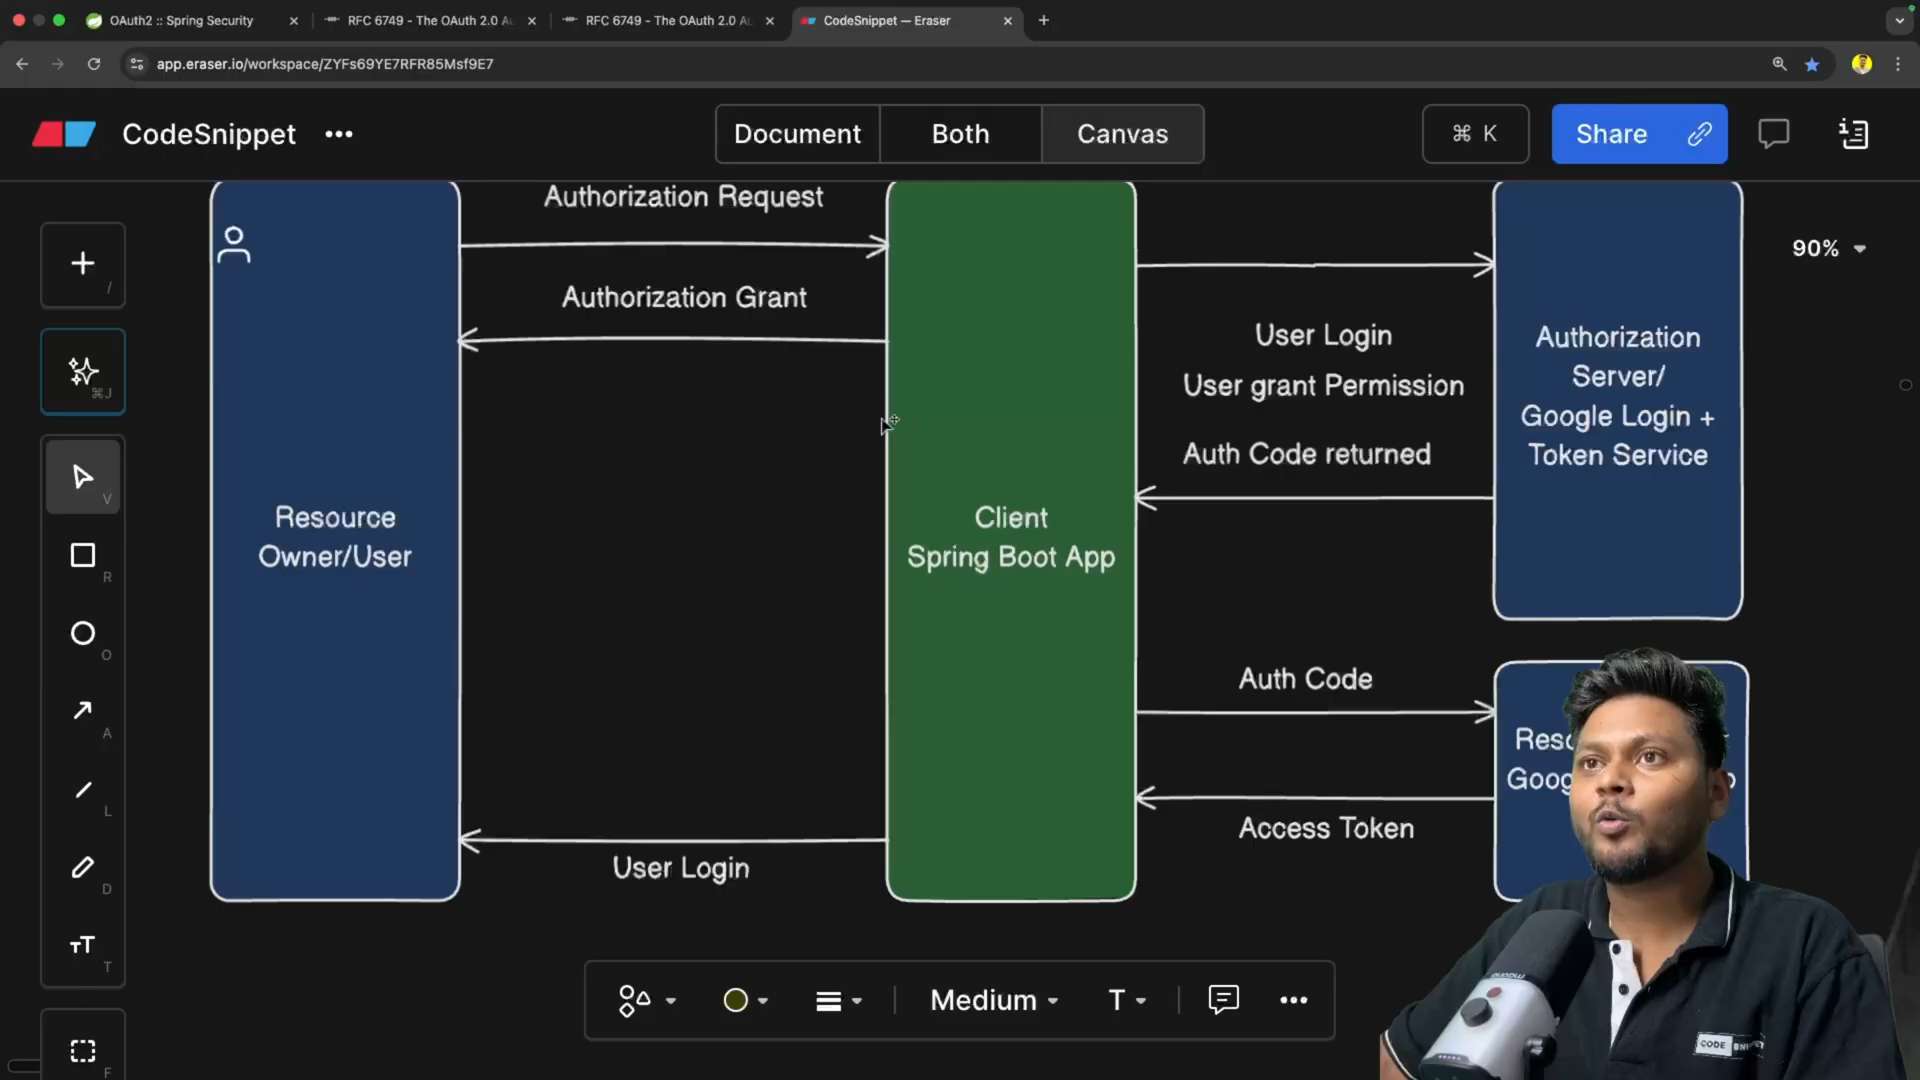 OAuth2 :: Spring Security
RFC 6749 - The OAuth 2.0 Au
RFC 6749 - The OAuth 2.0 Au
CodeSnippet — Eraser
app.eraser.io/workspace/ZYFs69YE7RFR85Msf9E7
CodeSnippet
Document
Both
Canvas
⌘ K
Share
90%
/
⌘J
V
R
O
A
L
D
T
F
Authorization Request
Authorization Grant
User Login
User grant Permission
Auth Code returned
Authorization
Server/
Google Login +
Token Service
Resource
Owner/User
Client
Spring Boot App
Auth Code
Access Token
User Login
Medium
T
CODE